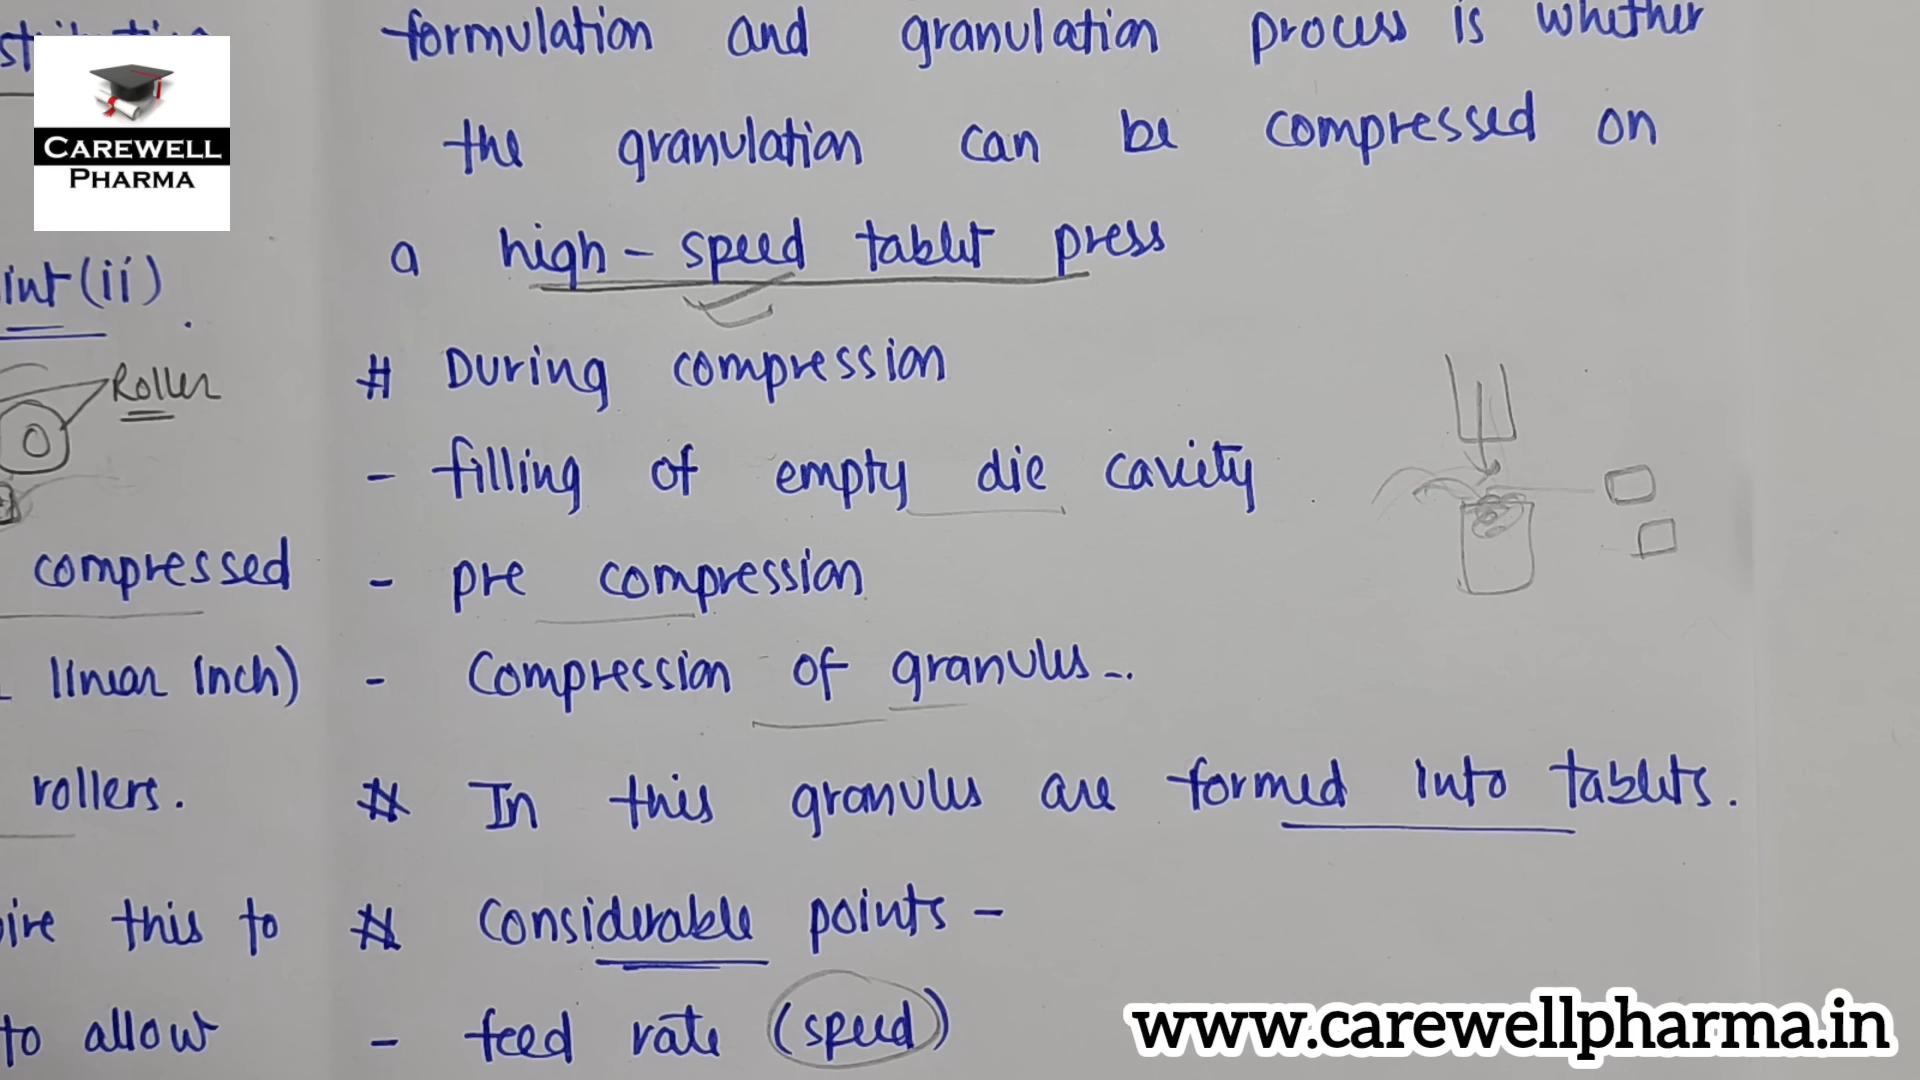 formulation and granulation process is whether
the granulation can be compressed on
a high-speed tablet press
# During compression
- filling of empty die cavity
- pre compression
- Compression of granules..
# In this granules are formed into tablets.
# Considerable points -
- feed rate (speed)
int (ii)
Roller
compressed
linear inch)
rollers.
ire this to
to allow
CAREWELL
PHARMA
www.carewellpharma.in